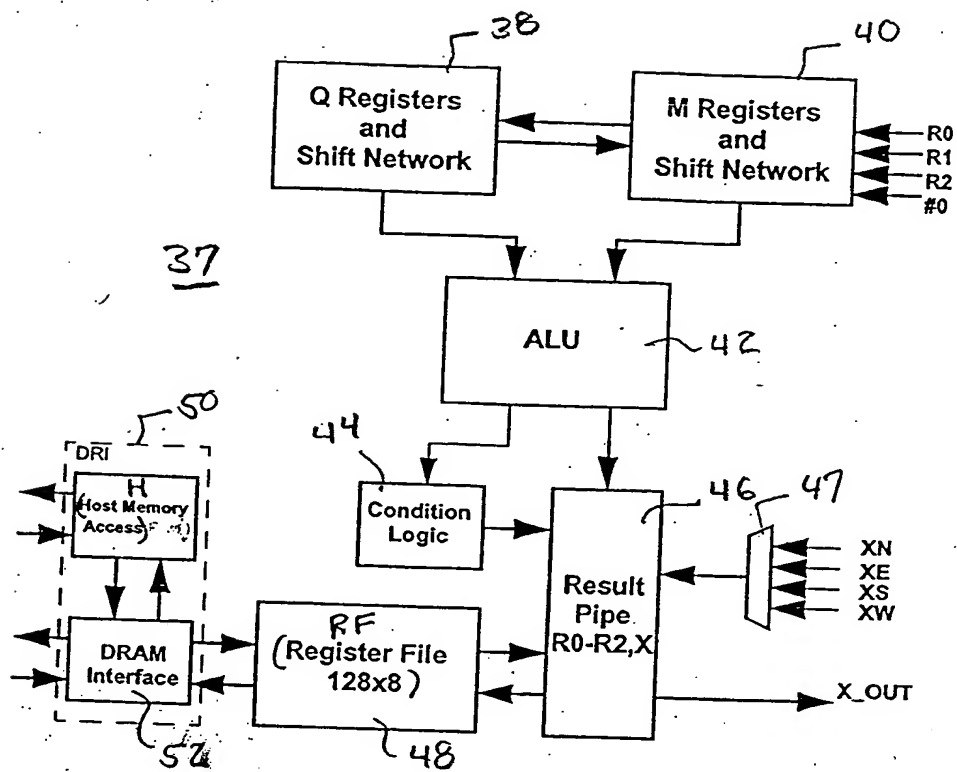 38
40
Q Registers
and
Shift Network
M Registers
and
Shift Network
R0
R1
R2
#0
37
ALU
42
50
DRI
H
(Host Memory
Access)
44
Condition
Logic
46
47
XN
XE
XS
XW
Result
Pipe
R0-R2,X
DRAM
Interface
RF
(Register File
128x8)
X_OUT
52
48